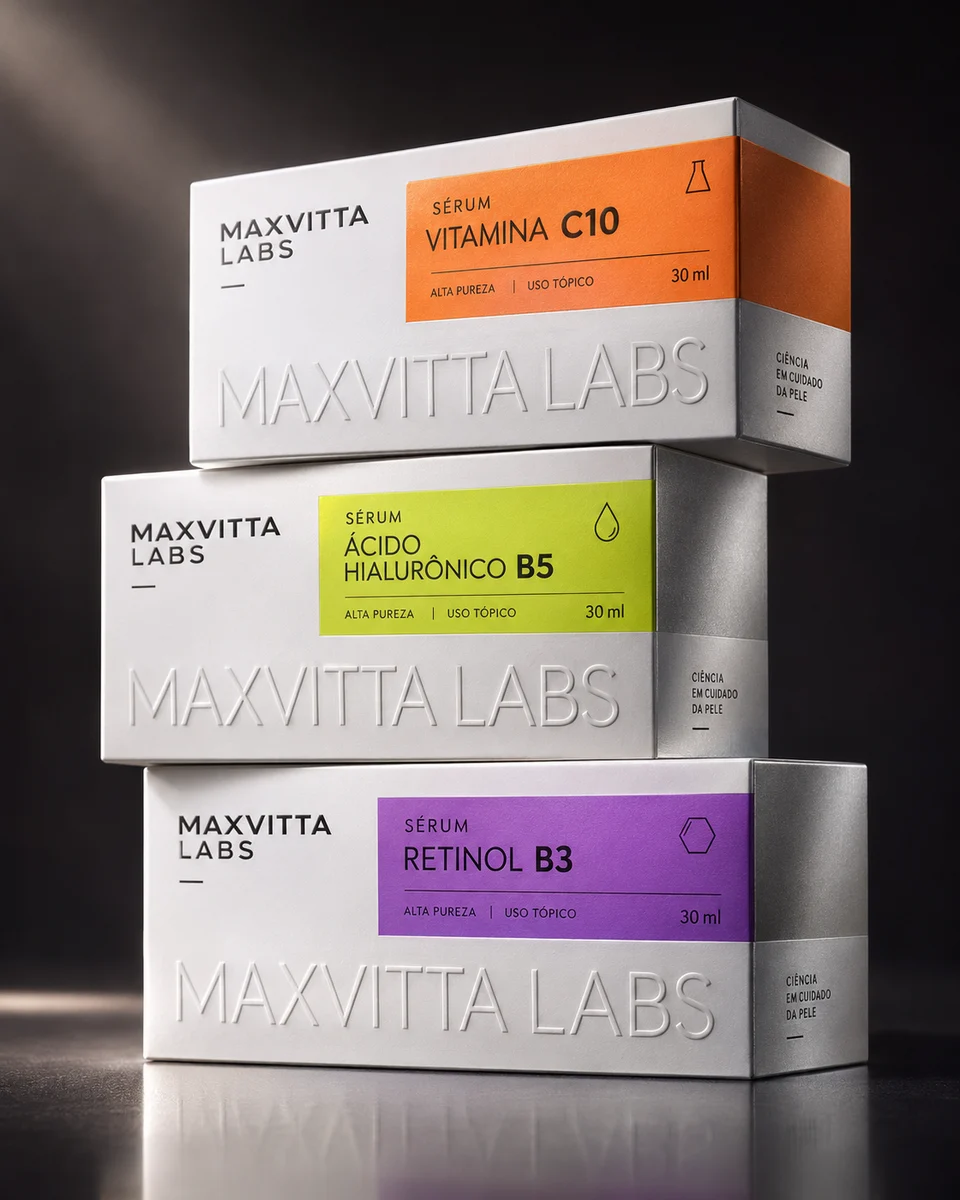 MAXVITTA
LABS
SÉRUM
VITAMINA C10
ALTA PUREZA | USO TÓPICO
30 ml
MAXVITTA LABS
CIÊNCIA
EM CUIDADO
DA PELE
MAXVITTA
LABS
SÉRUM
ÁCIDO
HIALURÔNICO B5
ALTA PUREZA | USO TÓPICO
30 ml
MAXVITTA LABS
CIÊNCIA
EM CUIDADO
DA PELE
MAXVITTA
LABS
SÉRUM
RETINOL B3
ALTA PUREZA | USO TÓPICO
30 ml
MAXVITTA LABS
CIÊNCIA
EM CUIDADO
DA PELE